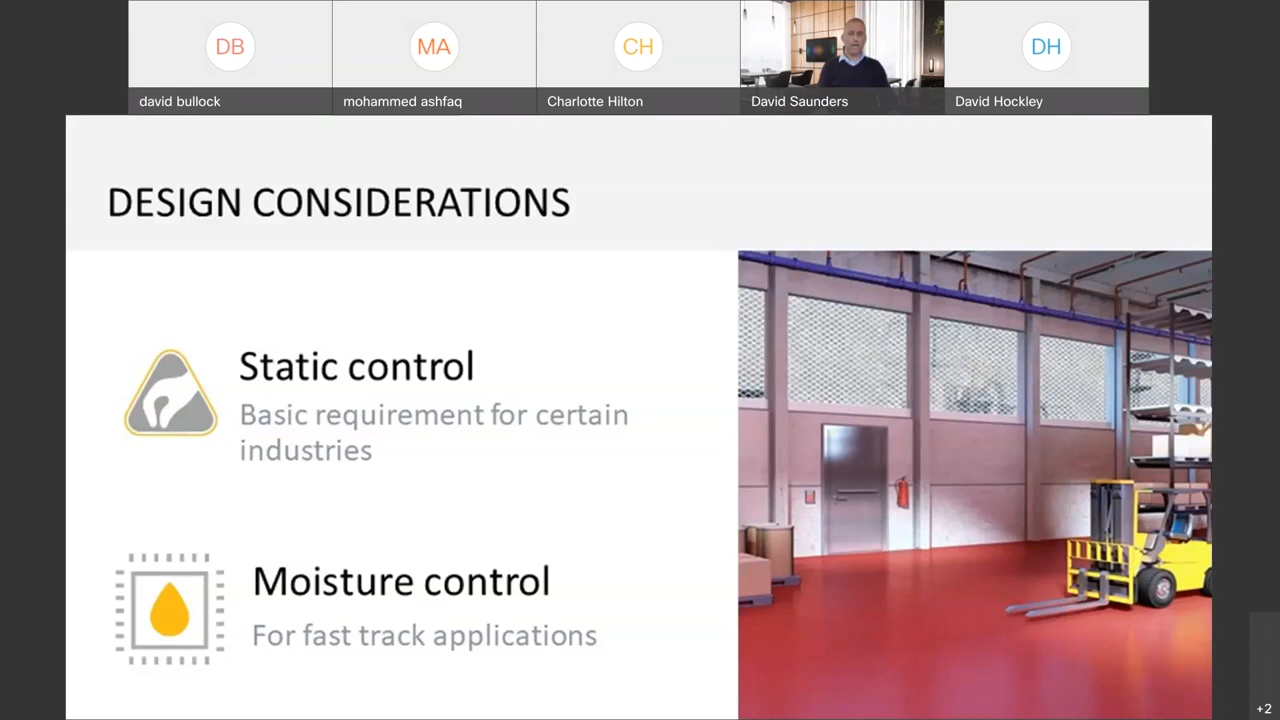 DB
MA
CH
DH
david bullock
mohammed ashfaq
Charlotte Hilton
David Saunders
David Hockley
DESIGN CONSIDERATIONS
Static control
Basic requirement for certain
industries
Moisture control
For fast track applications
+2